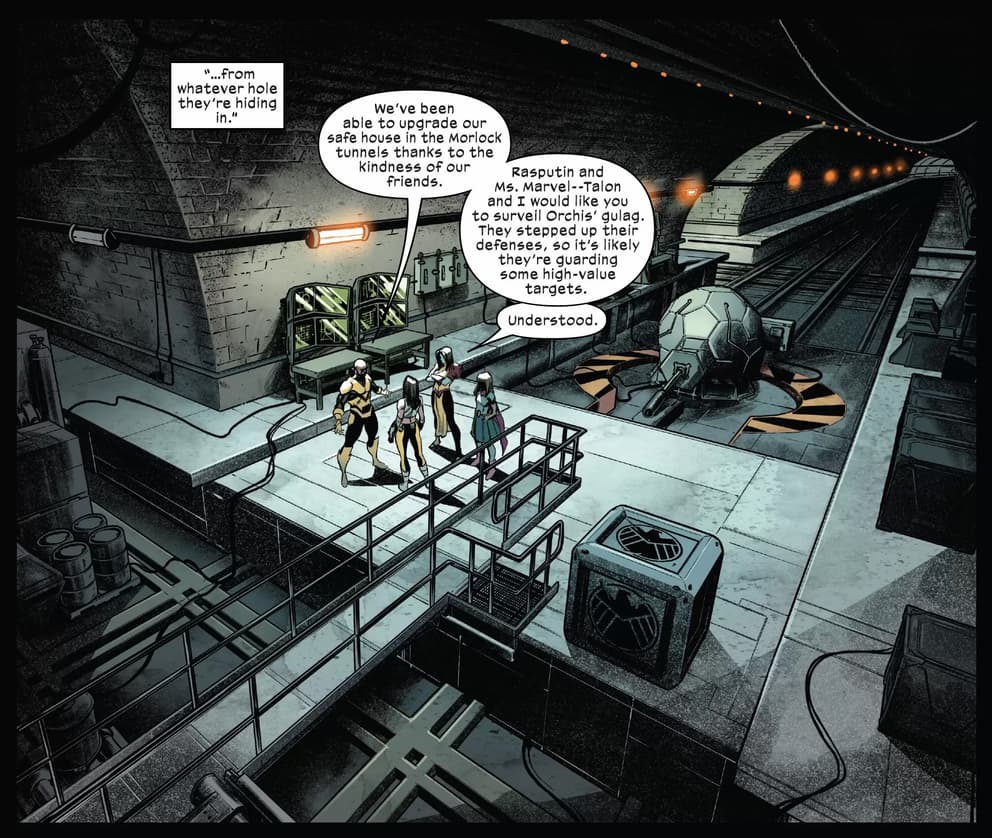 "...from
whatever hole
they're hiding
in."
We've been
able to upgrade our
safe house in the Morlock
tunnels thanks to the
kindness of our
friends.
Rasputin and
Ms. Marvel--Talon
and I would like you
to surveil Orchis' gulag.
They stepped up their
defenses, so it's likely
they're guarding
some high-value
targets.
Understood.